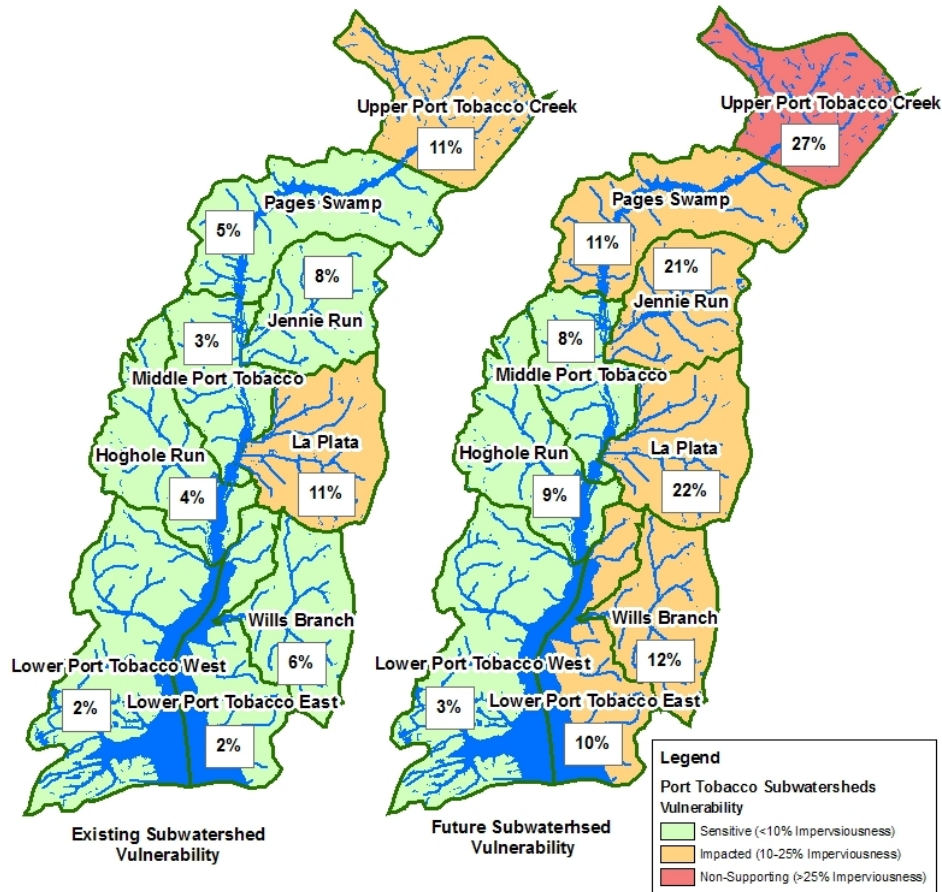 Upper Port Tobacco Creek
11%
Pages Swamp
5%
8%
Jennie Run
3%
Middle Port Tobacco
La Plata
Hoghole Run
11%
4%
Wills Branch
6%
Lower Port Tobacco West
2%
Lower Port Tobacco East
2%
Existing Subwatershed
Vulnerability
Upper Port Tobacco Creek
27%
Pages Swamp
11%
21%
Jennie Run
8%
Middle Port Tobacco
La Plata
Hoghole Run
22%
9%
Wills Branch
12%
Lower Port Tobacco West
3%
Lower Port Tobacco East
10%
Future Subwaterhsed
Vulnerability
Legend
Port Tobacco Subwatersheds
Vulnerability
Sensitive (<10% Impervsiousness)
Impacted (10-25% Imperviousness)
Non-Supporting (>25% Imperviousness)